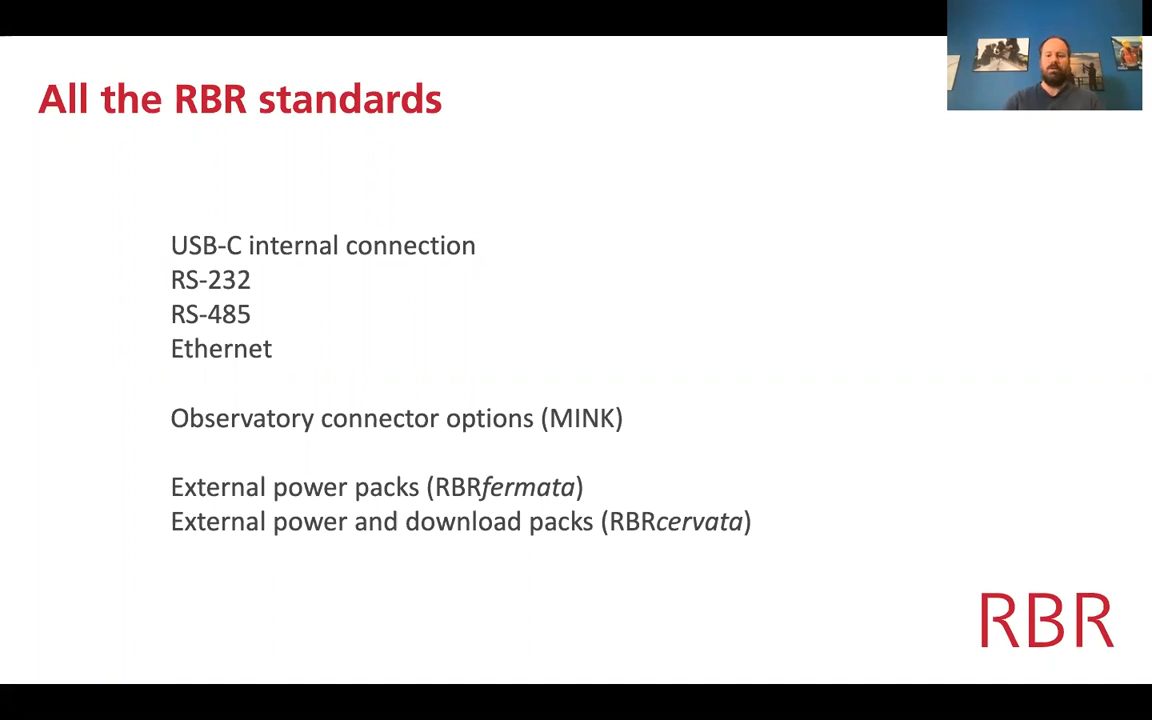 All the RBR standards
USB-C internal connection
RS-232
RS-485
Ethernet
Observatory connector options (MINK)
External power packs (RBRfermata)
External power and download packs (RBRcervata)
RBR